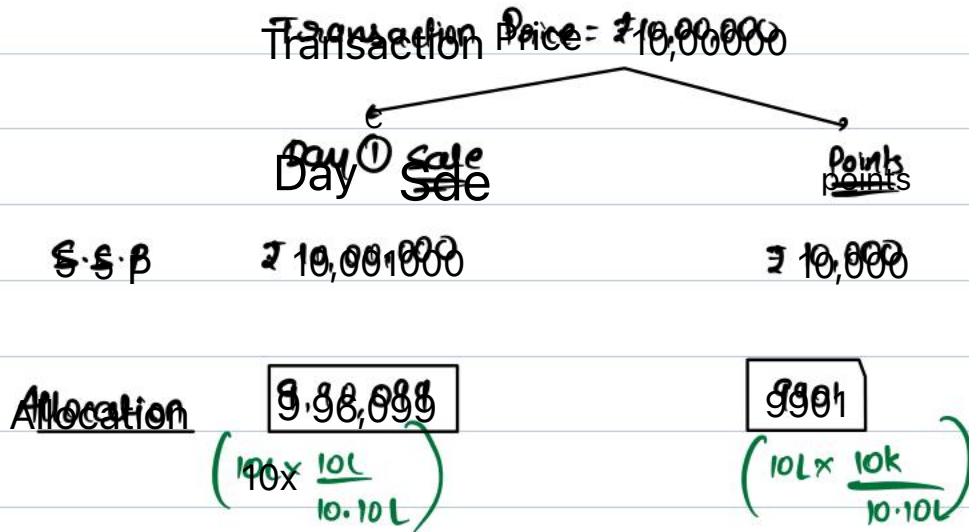 Transaction Price = ₹10,00,000
Day ① Sale Points
S.S.P ₹ 10,00,000 ₹ 10,000
Allocation 9,90,099 9901
(10L × 10L / 10.10L) (10L × 10k / 10.10L)